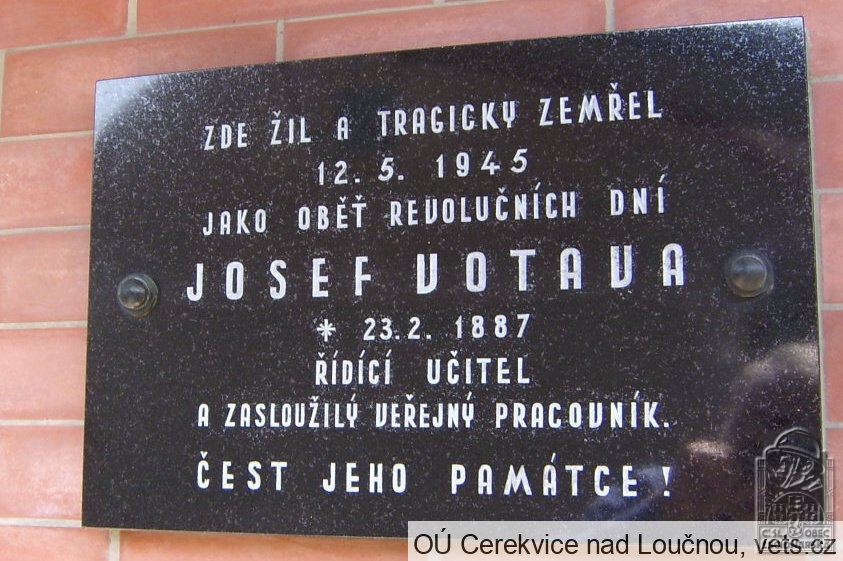 ZDE ŽIL A TRAGICKY ZEMŘEL
12. 5. 1945
JAKO OBĚŤ REVOLUČNÍCH DNÍ
JOSEF VOTAVA
* 23.2. 1887
ŘÍDÍCÍ UČITEL
A ZASLOUŽILÝ VEŘEJNÝ PRACOVNÍK.
ČEST JEHO PAMÁTCE!
OÚ Cerekvice nad Loučnou, vets.cz